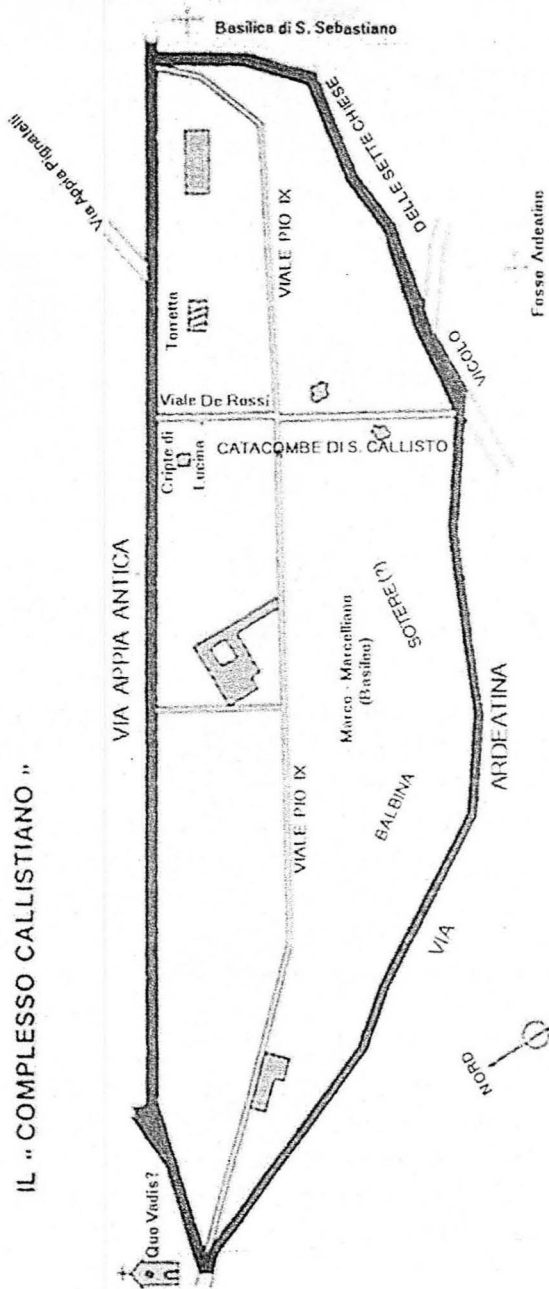 IL « COMPLESSO CALLISTIANO »
Basilica di S. Sebastiano
Via Appia Pignatelli
VIA APPIA ANTICA
Quo Vadis?
Torretta
Viale De Rossi
Cripte di
Lucina
VIALE PIO IX
VIALE PIO IX
CATACOMBE DI S. CALLISTO
VICOLO
DELLE SETTE CHIESE
Fosse Ardeatine
SOTERE(?)
Marco - Marcelliano
(Basileo)
BALBINA
VIA
ARDEATINA
NORD